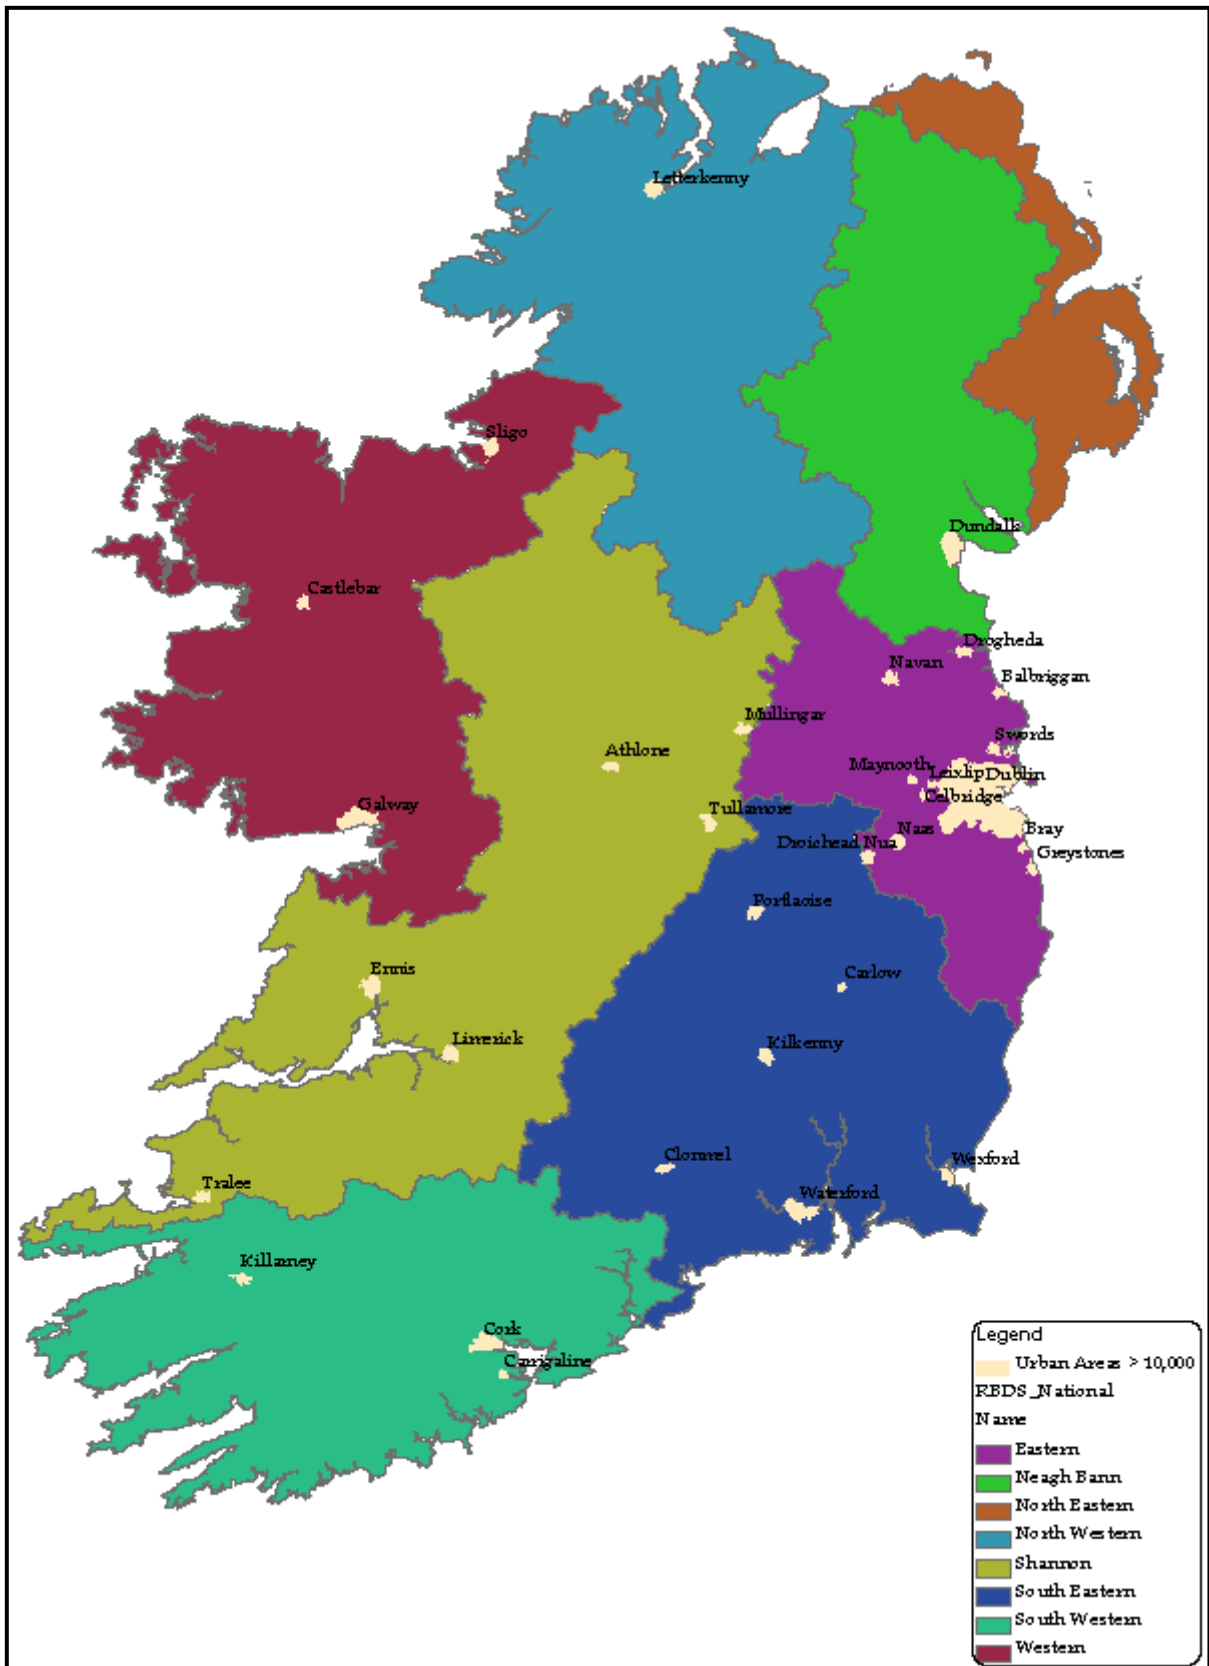 Letterkenny
Sligo
Dundalk
Castlebar
Drogheda
Navan
Balbriggan
Mullingar
Swords
Athlone
Maynooth
Leixlip
Dublin
Celbridge
Galway
Tullamore
Naas
Bray
Droichead Nua
Greystones
Portlaoise
Ennis
Carlow
Limerick
Kilkenny
Clonmel
Wexford
Tralee
Waterford
Killarney
Cork
Carrigaline
Legend
Urban Areas > 10,000
RBDS_National
Name
Eastern
Neagh Bann
North Eastern
North Western
Shannon
South Eastern
South Western
Western